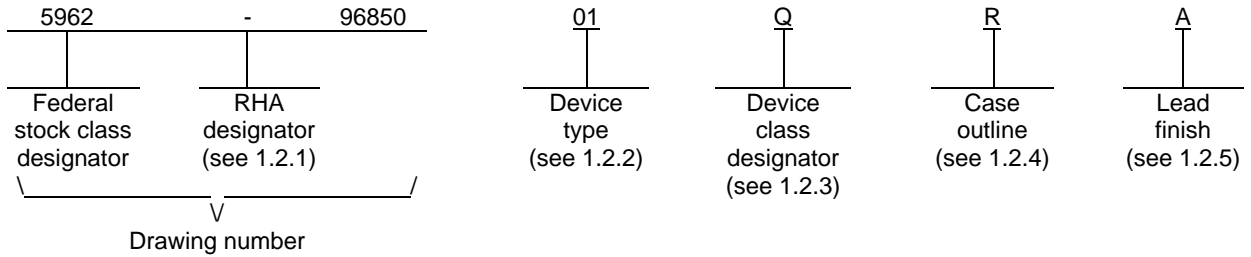 5962 - 96850 01 Q R A
Federal stock class designator
RHA designator (see 1.2.1)
Device type (see 1.2.2)
Device class designator (see 1.2.3)
Case outline (see 1.2.4)
Lead finish (see 1.2.5)
Drawing number